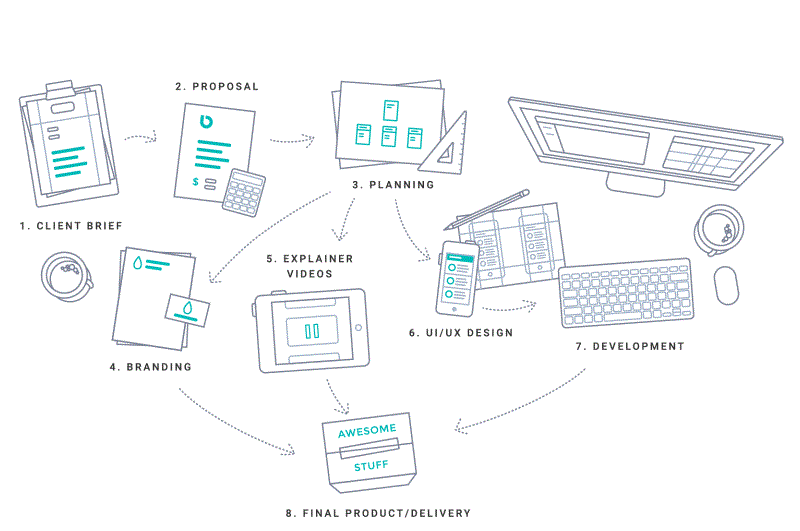 2. PROPOSAL
1. CLIENT BRIEF
$
3. PLANNING
5. EXPLAINER
VIDEOS
4. BRANDING
6. UI/UX DESIGN
7. DEVELOPMENT
AWESOME
STUFF
8. FINAL PRODUCT/DELIVERY